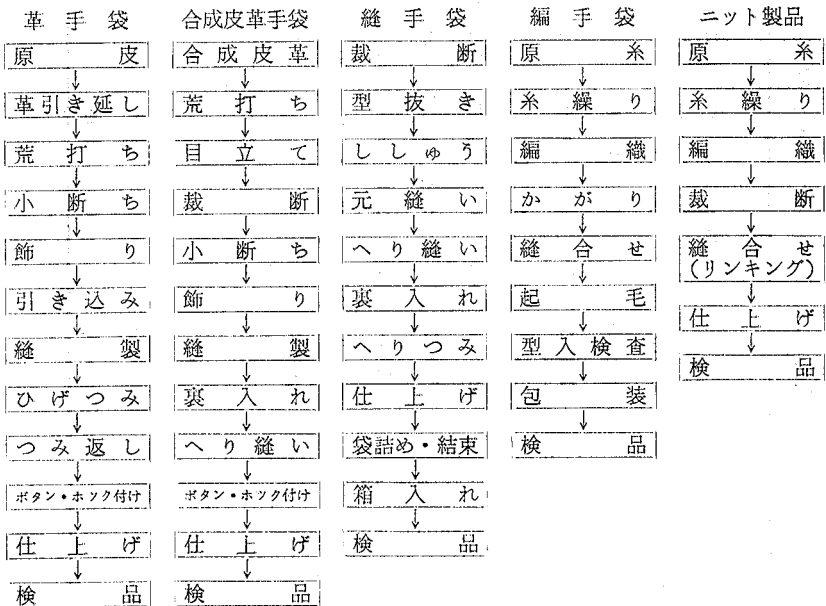 革手袋
原皮
革引き延し
荒打ち
小断ち
飾り
引き込み
縫製
ひげつみ
つみ返し
ボタン・ホック付け
仕上げ
検品
合成皮革手袋
合成皮革
荒打ち
目立て
裁断
小断ち
飾り
縫製
裏入れ
へり縫い
ボタン・ホック付け
仕上げ
検品
縫手袋
裁断
型抜き
ししゅう
元縫い
へり縫い
裏入れ
へりつみ
仕上げ
袋詰め・結束
箱入れ
検品
編手袋
原糸
糸繰り
編織
かがり
縫合せ
起毛
型入検査
包装
検品
ニット製品
原糸
糸繰り
編織
裁断
縫合せ
(リンキング)
仕上げ
検品